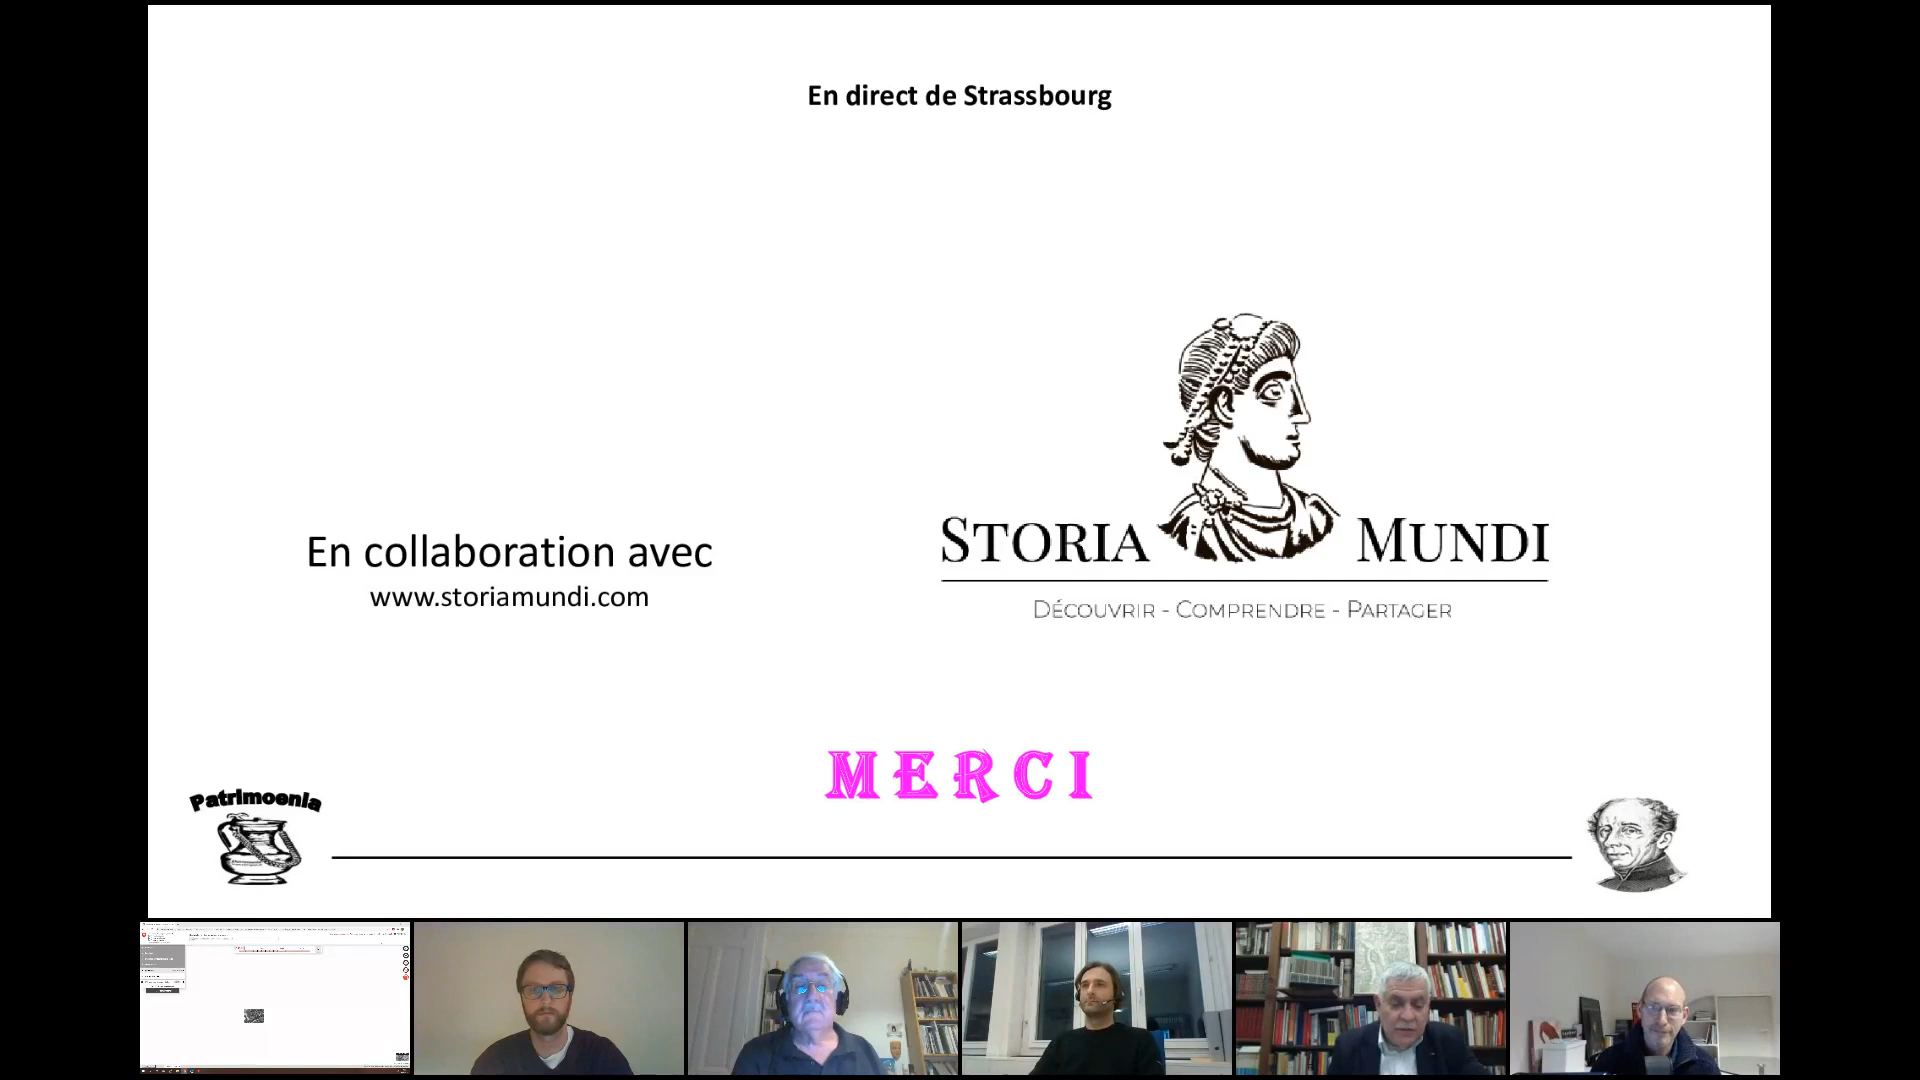 En direct de Strassbourg
En collaboration avec
www.storiamundi.com
STORIA MUNDI
DÉCOUVRIR - COMPRENDRE - PARTAGER
MERCI
Patrimoenia